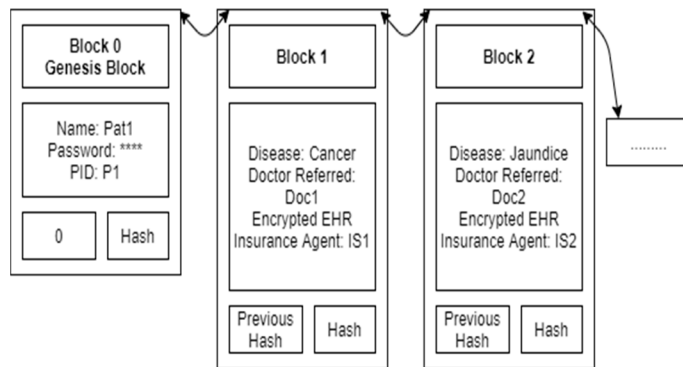 Block 0
Genesis Block
Name: Pat1
Password: ****
PID: P1
0
Hash
Block 1
Disease: Cancer
Doctor Referred:
Doc1
Encrypted EHR
Insurance Agent: IS1
Previous
Hash
Hash
Block 2
Disease: Jaundice
Doctor Referred:
Doc2
Encrypted EHR
Insurance Agent: IS2
Previous
Hash
Hash
.........